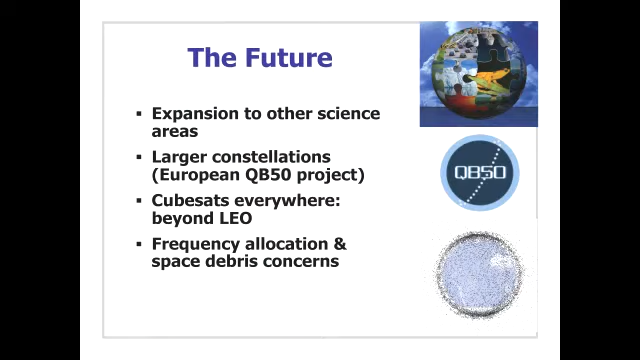 The Future
▪ Expansion to other science
areas
▪ Larger constellations
(European QB50 project)
▪ Cubesats everywhere:
beyond LEO
▪ Frequency allocation &
space debris concerns
QB50